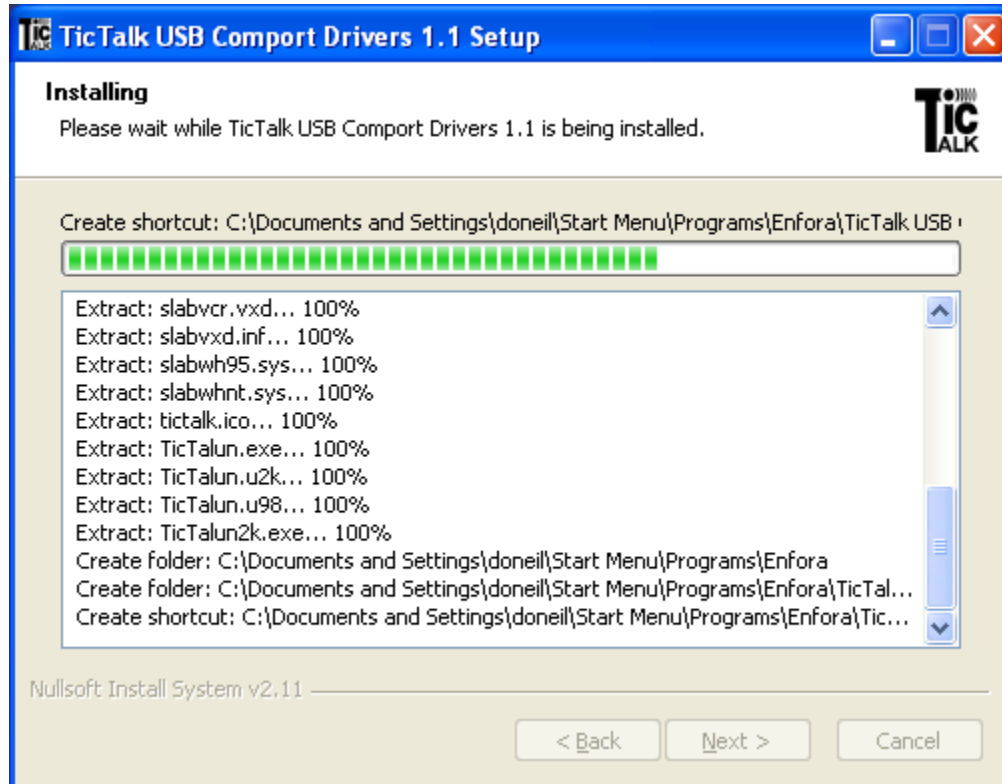 Tic TALK TicTalk USB Comport Drivers 1.1 Setup
Installing
Please wait while TicTalk USB Comport Drivers 1.1 is being installed.
Tic TALK
Create shortcut: C:\Documents and Settings\doneil\Start Menu\Programs\Enfora\TicTalk USB
Extract: slabvcr.vxd... 100%
Extract: slabvxd.inf... 100%
Extract: slabwh95.sys... 100%
Extract: slabwhnt.sys... 100%
Extract: tictalk.ico... 100%
Extract: TicTalun.exe... 100%
Extract: TicTalun.u2k... 100%
Extract: TicTalun.u98... 100%
Extract: TicTalun2k.exe... 100%
Create folder: C:\Documents and Settings\doneil\Start Menu\Programs\Enfora
Create folder: C:\Documents and Settings\doneil\Start Menu\Programs\Enfora\TicTal...
Create shortcut: C:\Documents and Settings\doneil\Start Menu\Programs\Enfora\Tic...
Nullsoft Install System v2.11
< Back Next > Cancel